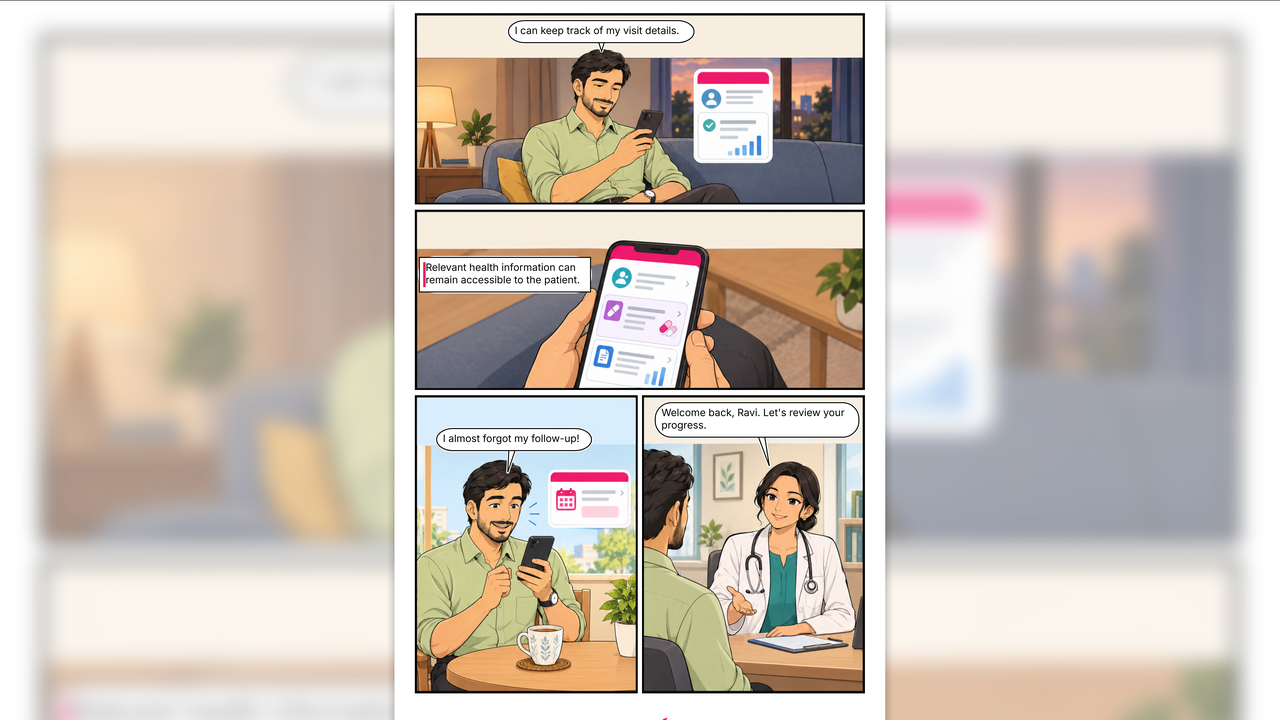 I can keep track of my visit details.
Relevant health information can
remain accessible to the patient.
I almost forgot my follow-up!
Welcome back, Ravi. Let's review your
progress.